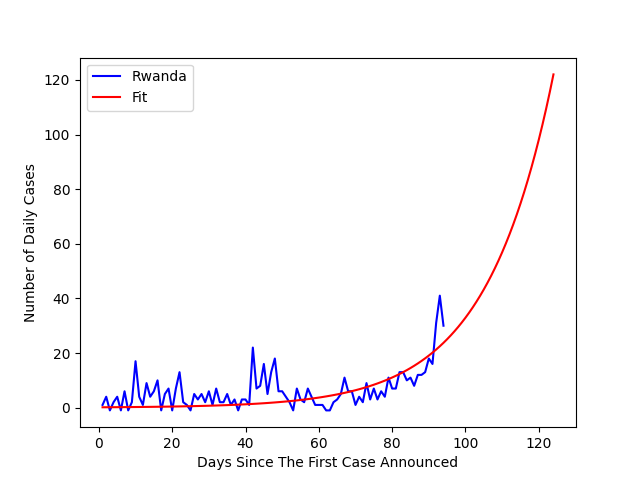 Rwanda
Fit
120
100
80
60
40
20
0
Number of Daily Cases
0 20 40 60 80 100 120
Days Since The First Case Announced